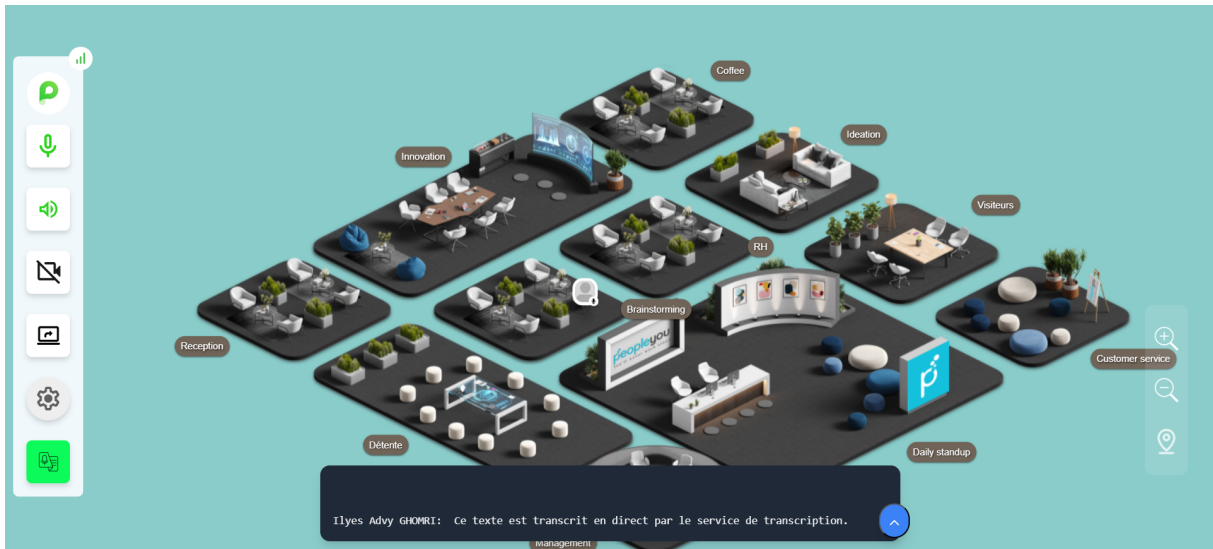 Coffee
Ideation
Innovation
Visiteurs
RH
Brainstorming
peopleyou
Reception
Customer service
Détente
Daily standup
Ilyes Advy GHOMRI:  Ce texte est transcrit en direct par le service de transcription.
Management